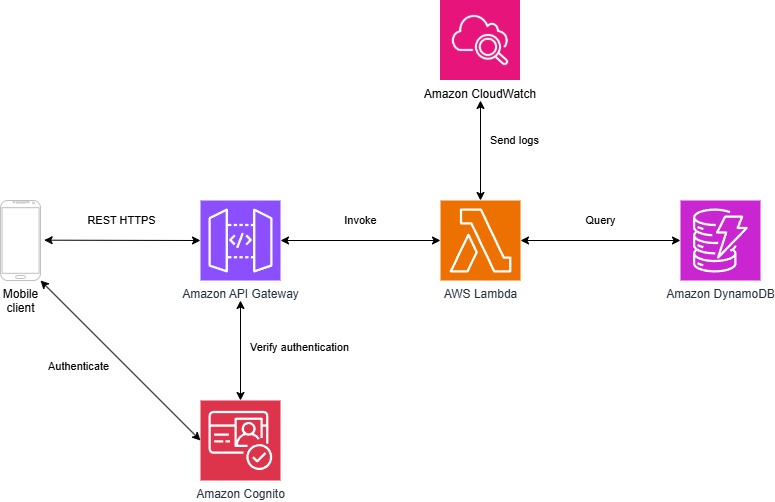 Amazon CloudWatch
Send logs
REST HTTPS
Invoke
Query
Mobile
client
Amazon API Gateway
AWS Lambda
Amazon DynamoDB
Verify authentication
Authenticate
Amazon Cognito